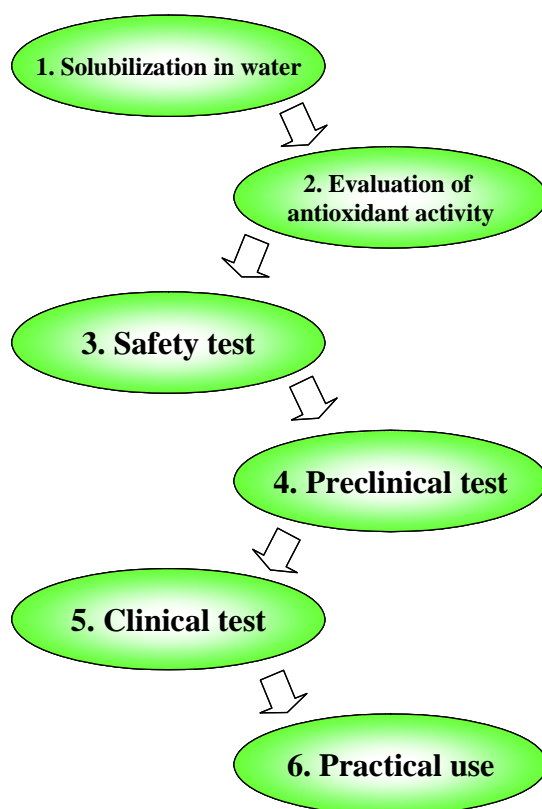 1. Solubilization in water
2. Evaluation of
antioxidant activity
3. Safety test
4. Preclinical test
5. Clinical test
6. Practical use